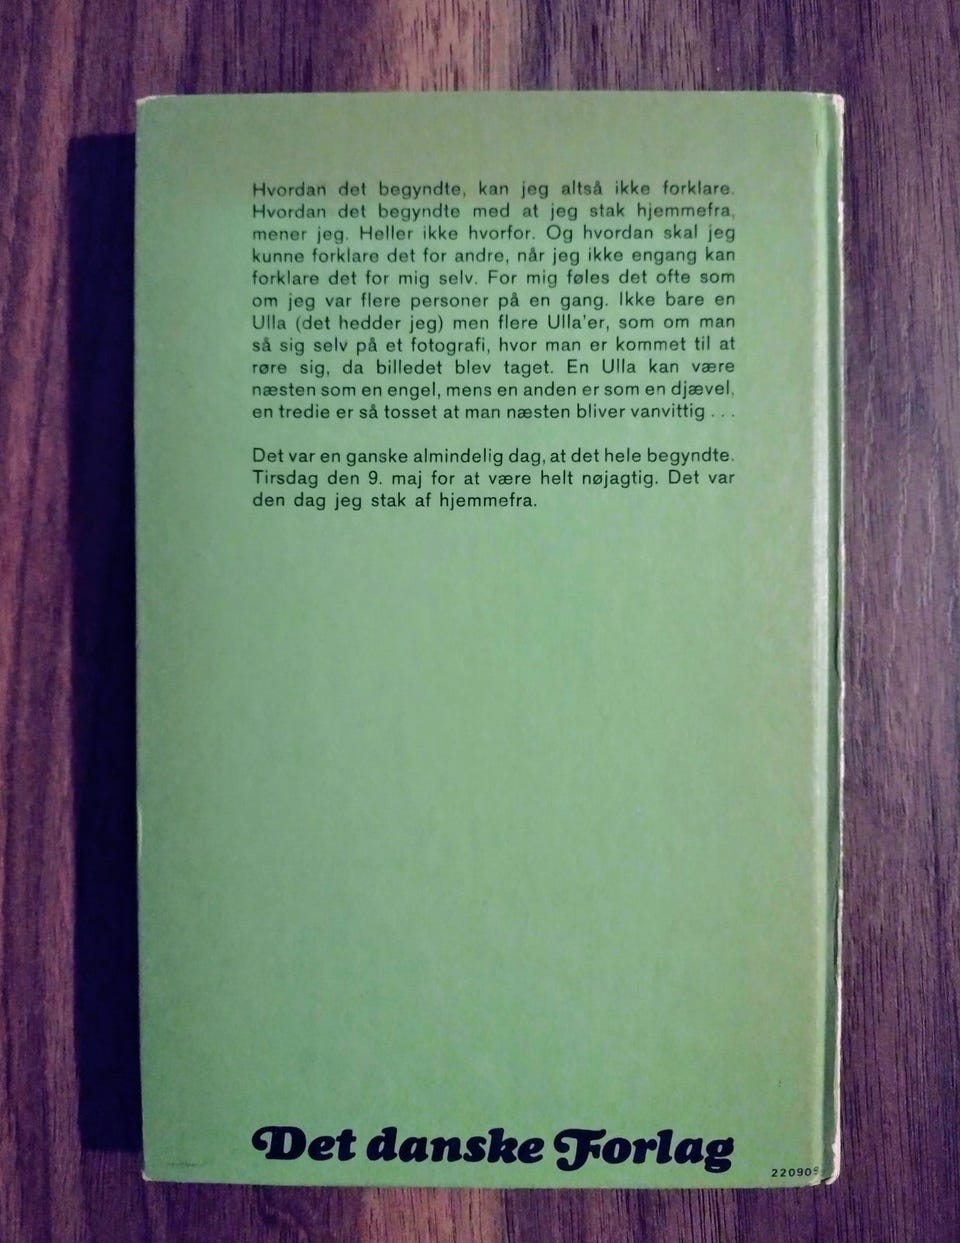 Hvordan det begyndte, kan jeg altså ikke forklare.
Hvordan det begyndte med at jeg stak hjemmefra,
mener jeg. Heller ikke hvorfor. Og hvordan skal jeg
kunne forklare det for andre, når jeg ikke engang kan
forklare det for mig selv. For mig føles det ofte som
om jeg var flere personer på en gang. Ikke bare en
Ulla (det hedder jeg) men flere Ulla'er, som om man
så sig selv på et fotografi, hvor man er kommet til at
røre sig, da billedet blev taget. En Ulla kan være
næsten som en engel, mens en anden er som en djævel,
en tredie er så tosset at man næsten bliver vanvittig . . .
Det var en ganske almindelig dag, at det hele begyndte.
Tirsdag den 9. maj for at være helt nøjagtig. Det var
den dag jeg stak af hjemmefra.
Det danske Forlag